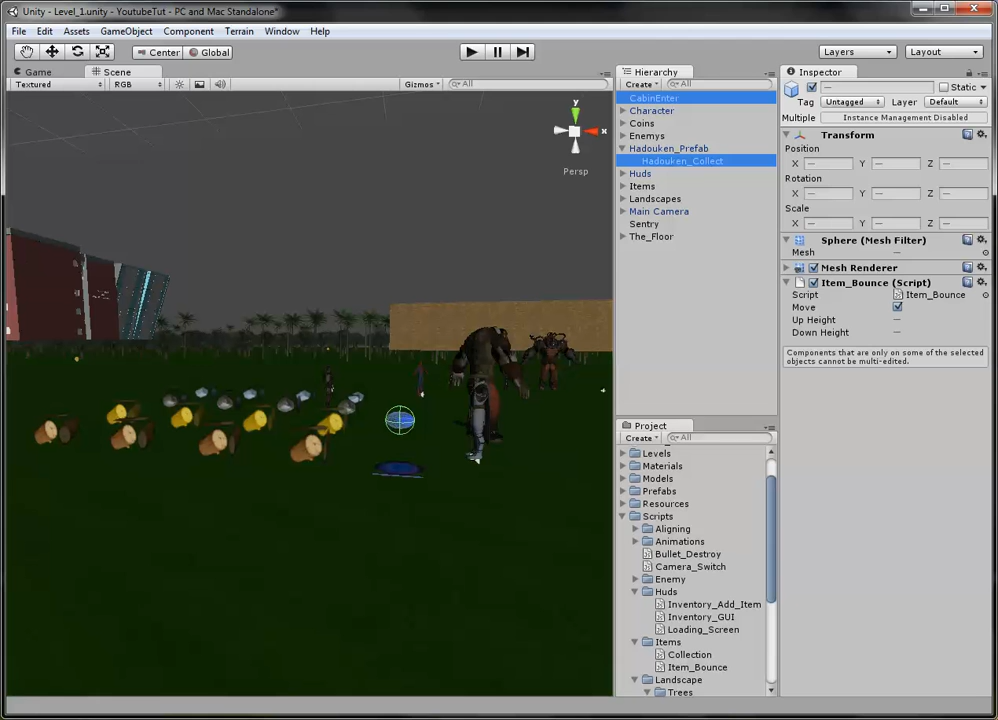 Unity - Level_1.unity - YoutubeTut - PC and Mac Standalone*
File Edit Assets GameObject Component Terrain Window Help
Center Global Layers Layout
Game Scene
Textured RGB Gizmos All
y
x
Persp
Hierarchy
Create All
CabinEnter
Character
Coins
Enemys
Hadouken_Prefab
Hadouken_Collect
Huds
Items
Landscapes
Main Camera
Sentry
The_Floor
Project
Create All
Levels
Materials
Models
Prefabs
Resources
Scripts
Aligning
Animations
Bullet_Destroy
Camera_Switch
Enemy
Huds
Inventory_Add_Item
Inventory_GUI
Loading_Screen
Items
Collection
Item_Bounce
Landscape
Trees
Inspector
— Static
Tag Untagged Layer Default
Multiple Instance Management Disabled
Transform
Position
X — Y — Z —
Rotation
X — Y — Z —
Scale
X — Y — Z —
Sphere (Mesh Filter)
Mesh —
Mesh Renderer
Item_Bounce (Script)
Script Item_Bounce
Move
Up Height —
Down Height —
Components that are only on some of the selected
objects cannot be multi-edited.